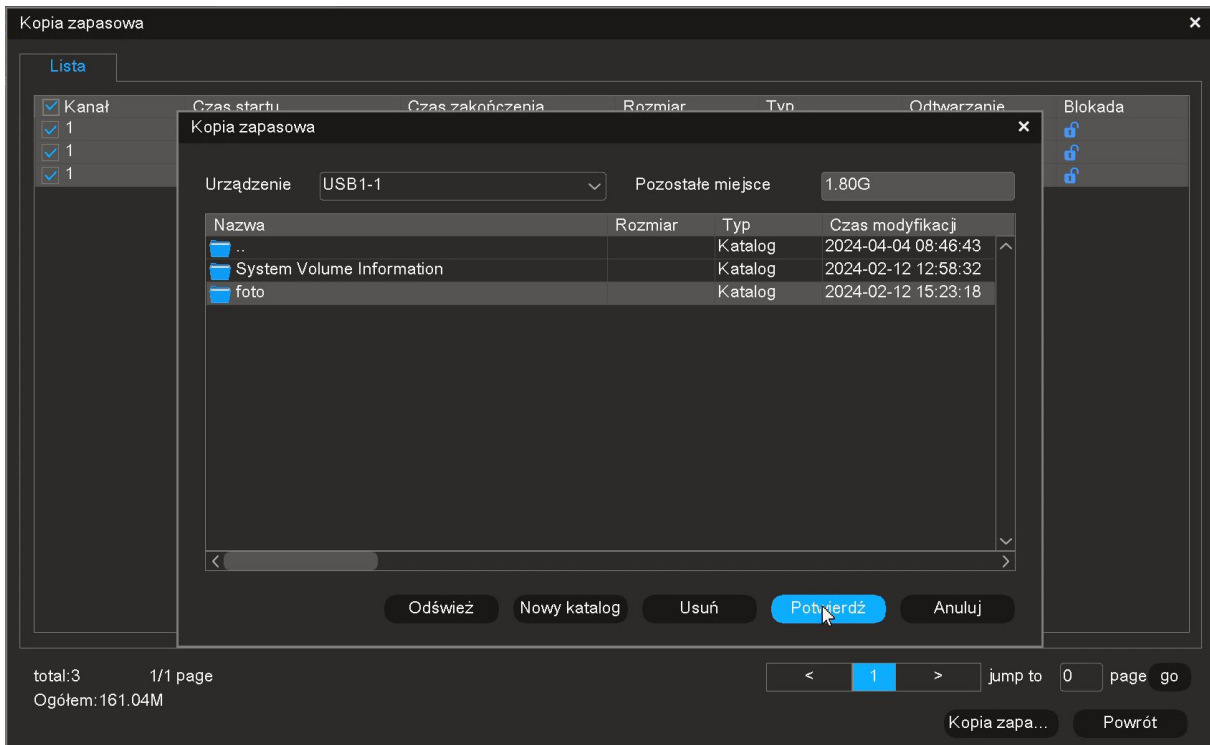 Kopia zapasowa
Lista
Kanał Czas startu Czas zakończenia Rozmiar Typ Odtwarzanie Blokada
1
1
1
Kopia zapasowa
Urządzenie USB1-1 Pozostałe miejsce 1.80G
Nazwa Rozmiar Typ Czas modyfikacji
.. Katalog 2024-04-04 08:46:43
System Volume Information Katalog 2024-02-12 12:58:32
foto Katalog 2024-02-12 15:23:18
Odśwież Nowy katalog Usuń Potwierdź Anuluj
total:3 1/1 page < 1 > jump to 0 page go
Ogółem:161.04M
Kopia zapa... Powrót